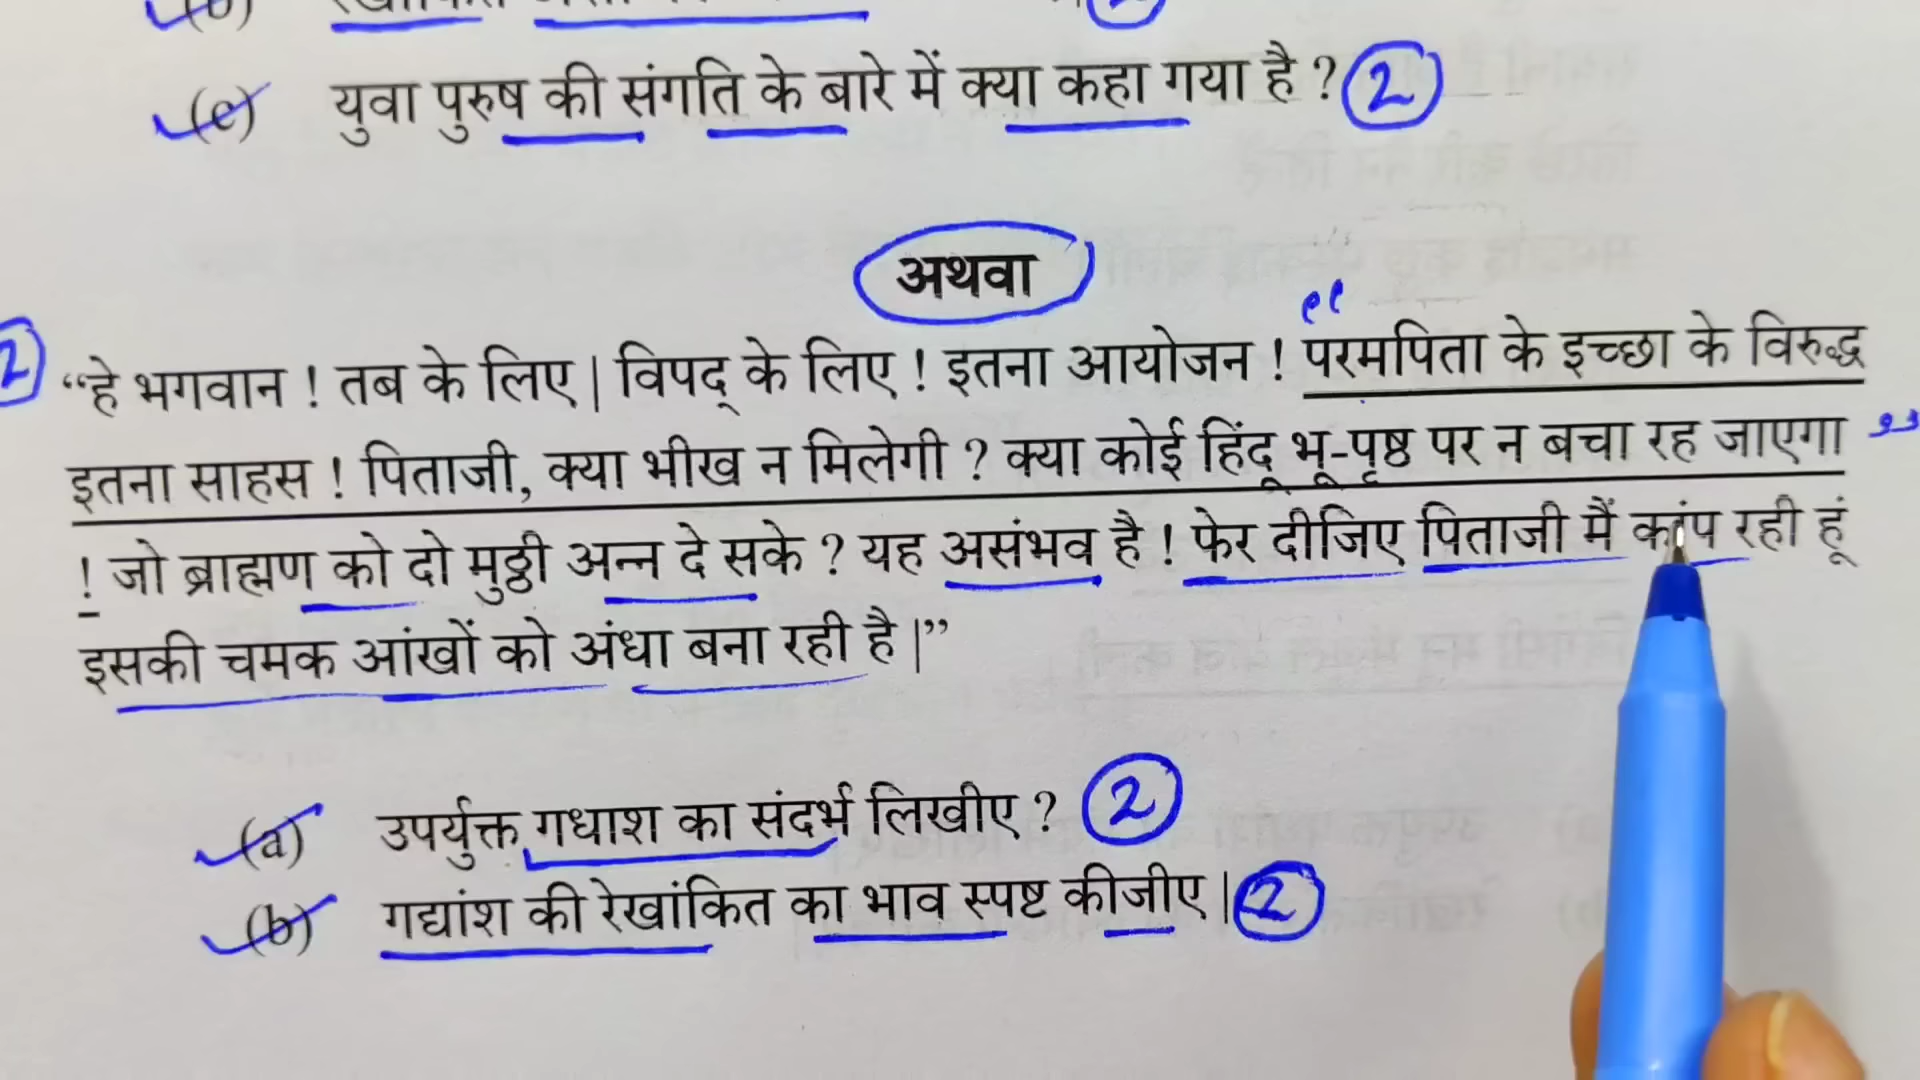 (c) युवा पुरुष की संगति के बारे में क्या कहा गया है ? 2
अथवा
2 “हे भगवान ! तब के लिए | विपद् के लिए ! इतना आयोजन ! “परमपिता के इच्छा के विरुद्ध
इतना साहस ! पिताजी, क्या भीख न मिलेगी ? क्या कोई हिंदू भू-पृष्ठ पर न बचा रह जाएगा ”
! जो ब्राह्मण को दो मुठ्ठी अन्न दे सके ? यह असंभव है ! फेर दीजिए पिताजी मैं कांप रही हूं
इसकी चमक आंखों को अंधा बना रही है |”
(a) उपर्युक्त गधाश का संदर्भ लिखीए ? 2
(b) गद्यांश की रेखांकित का भाव स्पष्ट कीजीए | 2